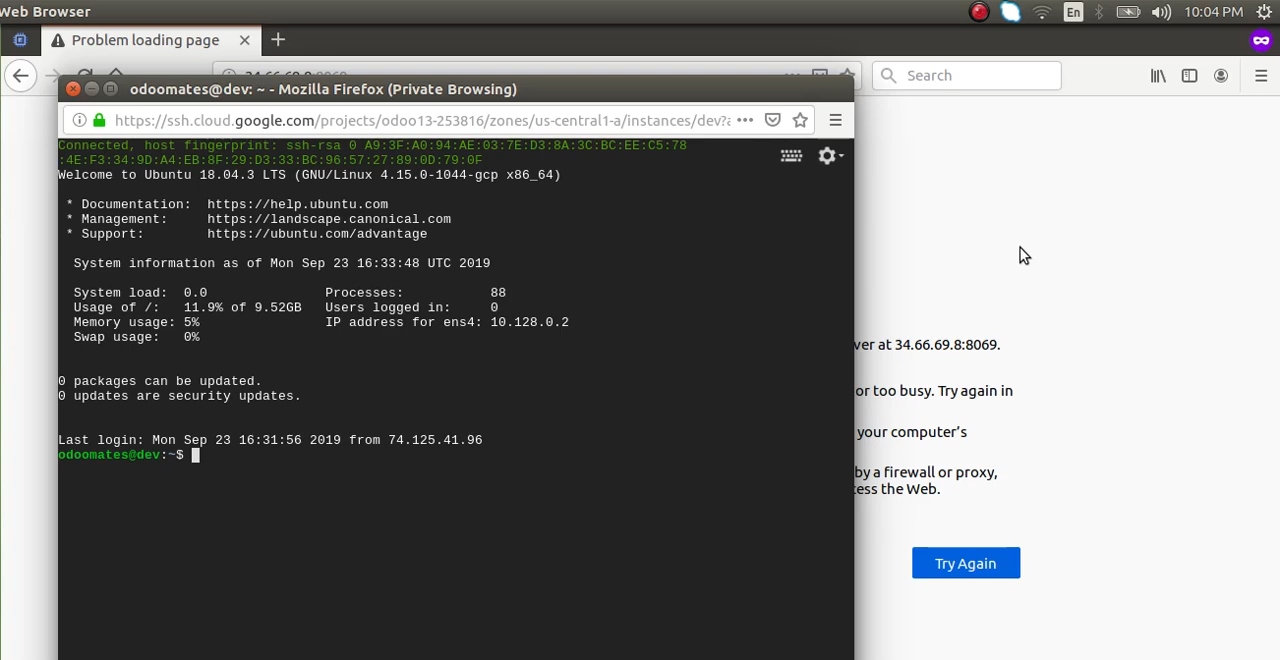 Web Browser
En
10:04 PM
Problem loading page
Search
odoomates@dev: ~ - Mozilla Firefox (Private Browsing)
https://ssh.cloud.google.com/projects/odoo13-253816/zones/us-central1-a/instances/dev?a
Connected, host fingerprint: ssh-rsa 0 A9:3F:A0:94:AE:03:7E:D3:8A:3C:BC:EE:C5:78
:4E:F3:34:9D:A4:EB:8F:29:D3:33:BC:96:57:27:89:0D:79:0F
Welcome to Ubuntu 18.04.3 LTS (GNU/Linux 4.15.0-1044-gcp x86_64)
* Documentation: https://help.ubuntu.com
* Management: https://landscape.canonical.com
* Support: https://ubuntu.com/advantage
System information as of Mon Sep 23 16:33:48 UTC 2019
System load: 0.0 Processes: 88
Usage of /: 11.9% of 9.52GB Users logged in: 0
Memory usage: 5% IP address for ens4: 10.128.0.2
Swap usage: 0%
0 packages can be updated.
0 updates are security updates.
Last login: Mon Sep 23 16:31:56 2019 from 74.125.41.96
odoomates@dev:~$
ver at 34.66.69.8:8069.
or too busy. Try again in
your computer's
by a firewall or proxy,
cess the Web.
Try Again